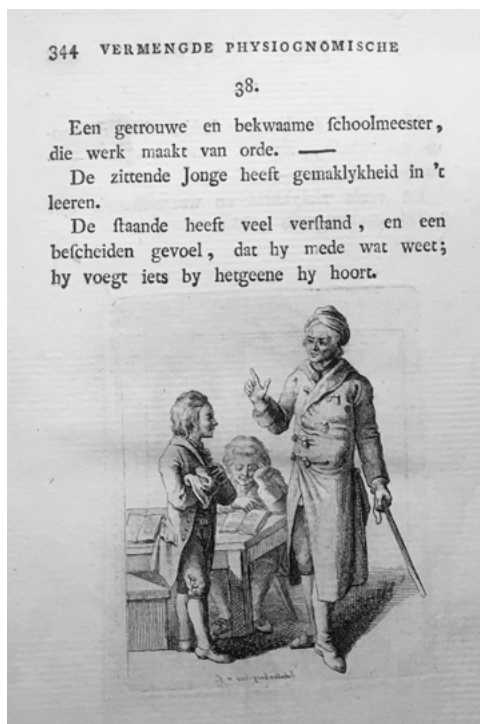 344 VERMENGDE PHYSIOGNOMISCHE
38.
Een getrouwe en bekwaame ſchoolmeester,
die werk maakt van orde. ——
De zittende Jonge heeft gemaklykheid in 't
leeren.
De ſtaande heeft veel verſtand, en een
beſcheiden gevoel, dat hy mede wat weet;
hy voegt iets by hetgeene hy hoort.